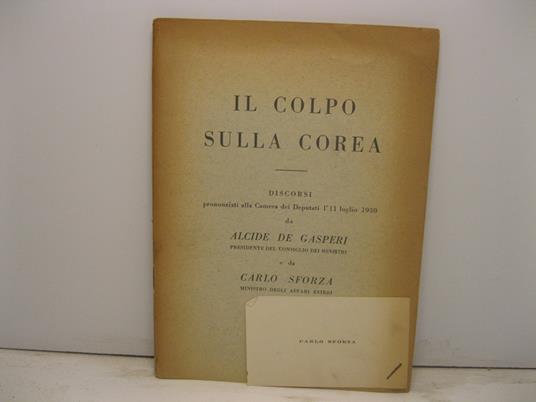 IL COLPO
SULLA COREA
DISCORSI
pronunziati alla Camera dei Deputati l'11 luglio 1950
da
ALCIDE DE GASPERI
PRESIDENTE DEL CONSIGLIO DEI MINISTRI
e da
CARLO SFORZA
MINISTRO DEGLI AFFARI ESTERI
CARLO SFORZA